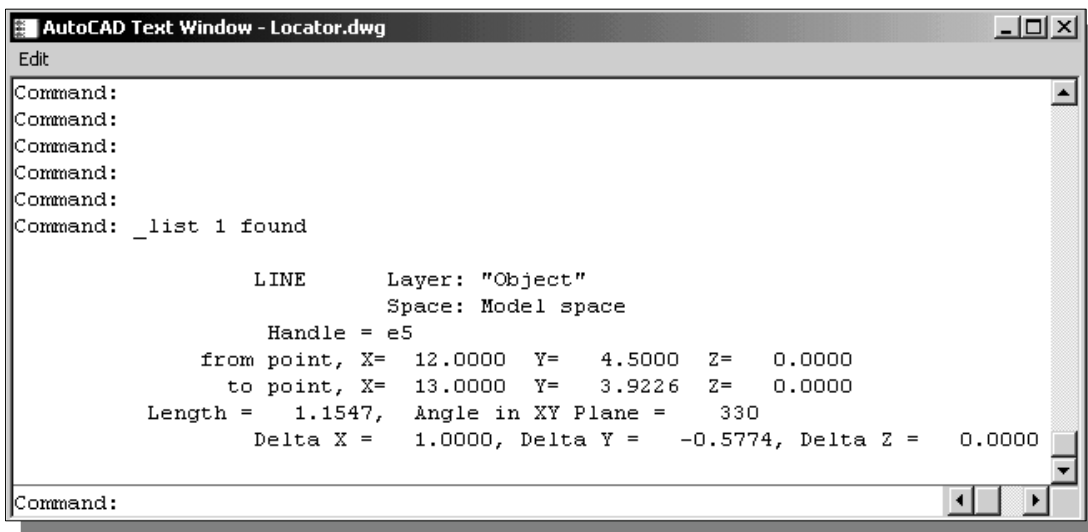 AutoCAD Text Window - Locator.dwg
Edit
Command:
Command:
Command:
Command:
Command:
Command: _list 1 found
LINE Layer: "Object"
Space: Model space
Handle = e5
from point, X= 12.0000 Y= 4.5000 Z= 0.0000
to point, X= 13.0000 Y= 3.9226 Z= 0.0000
Length = 1.1547, Angle in XY Plane = 330
Delta X = 1.0000, Delta Y = -0.5774, Delta Z = 0.0000
Command: